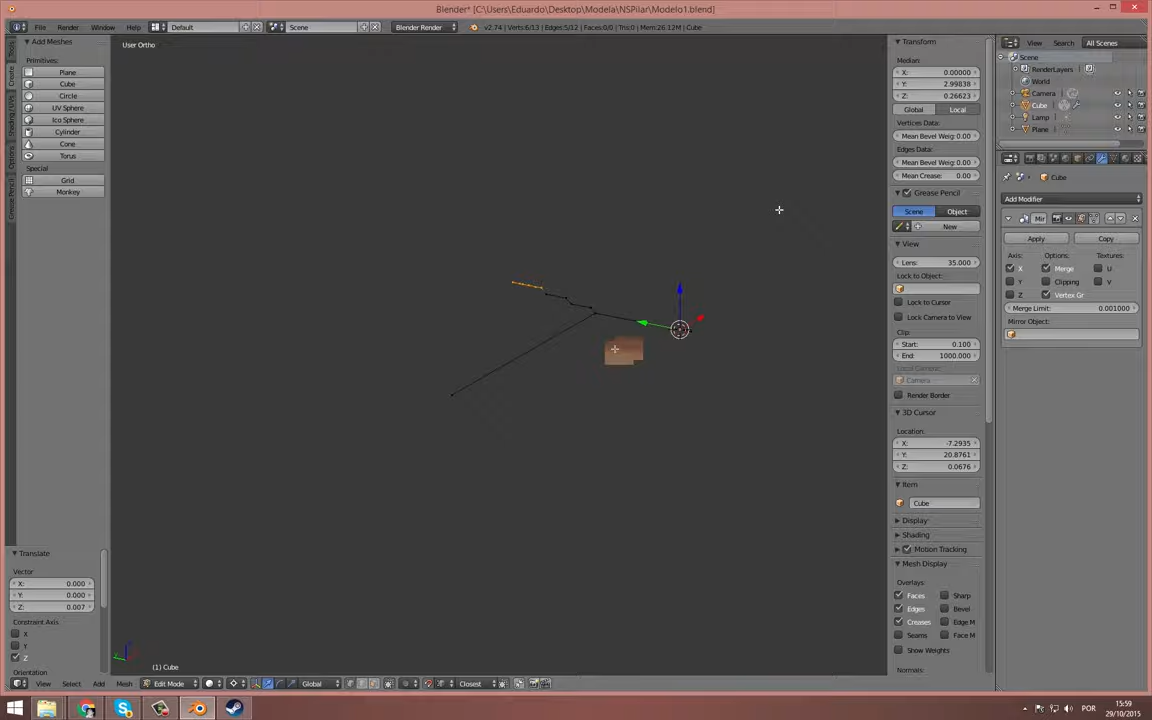 Blender* [C:\Users\Eduardo\Desktop\Modela\NSPilar\Modelo1.blend]
File Render Window Help Default Scene Blender Render v2.74 | Verts:6/13 | Edges:5/12 | Faces:0/0 | Tris:0 | Mem:26.12M | Cube
Add Meshes
Primitives:
Plane
Cube
Circle
UV Sphere
Ico Sphere
Cylinder
Cone
Torus
Special
Grid
Monkey
Tools
Create
Shading / UVs
Options
Grease Pencil
Translate
Vector
X: 0.000
Y: 0.000
Z: 0.007
Constraint Axis
X
Y
Z
Orientation
User Ortho
(1) Cube
View Select Add Mesh Edit Mode Global Closest
Transform
Median:
X: 0.00000
Y: 2.99838
Z: 0.26623
Global Local
Vertices Data:
Mean Bevel Weig: 0.00
Edges Data:
Mean Bevel Weig: 0.00
Mean Crease: 0.00
Grease Pencil
Scene Object
New
View
Lens: 35.000
Lock to Object:
Lock to Cursor
Lock Camera to View
Clip:
Start: 0.100
End: 1000.000
Local Camera:
Camera
Render Border
3D Cursor
Location:
X: -7.2935
Y: 20.8761
Z: 0.0676
Item
Cube
Display
Shading
Motion Tracking
Mesh Display
Overlays:
Faces Sharp
Edges Bevel
Creases Edge M
Seams Face M
Show Weights
Normals:
View Search All Scenes
Scene
RenderLayers
World
Camera
Cube
Lamp
Plane
Cube
Add Modifier
Mir
Apply Copy
Axis: Options: Textures:
X Merge U
Y Clipping V
Z Vertex Gr
Merge Limit: 0.001000
Mirror Object:
POR
15:59
29/10/2015